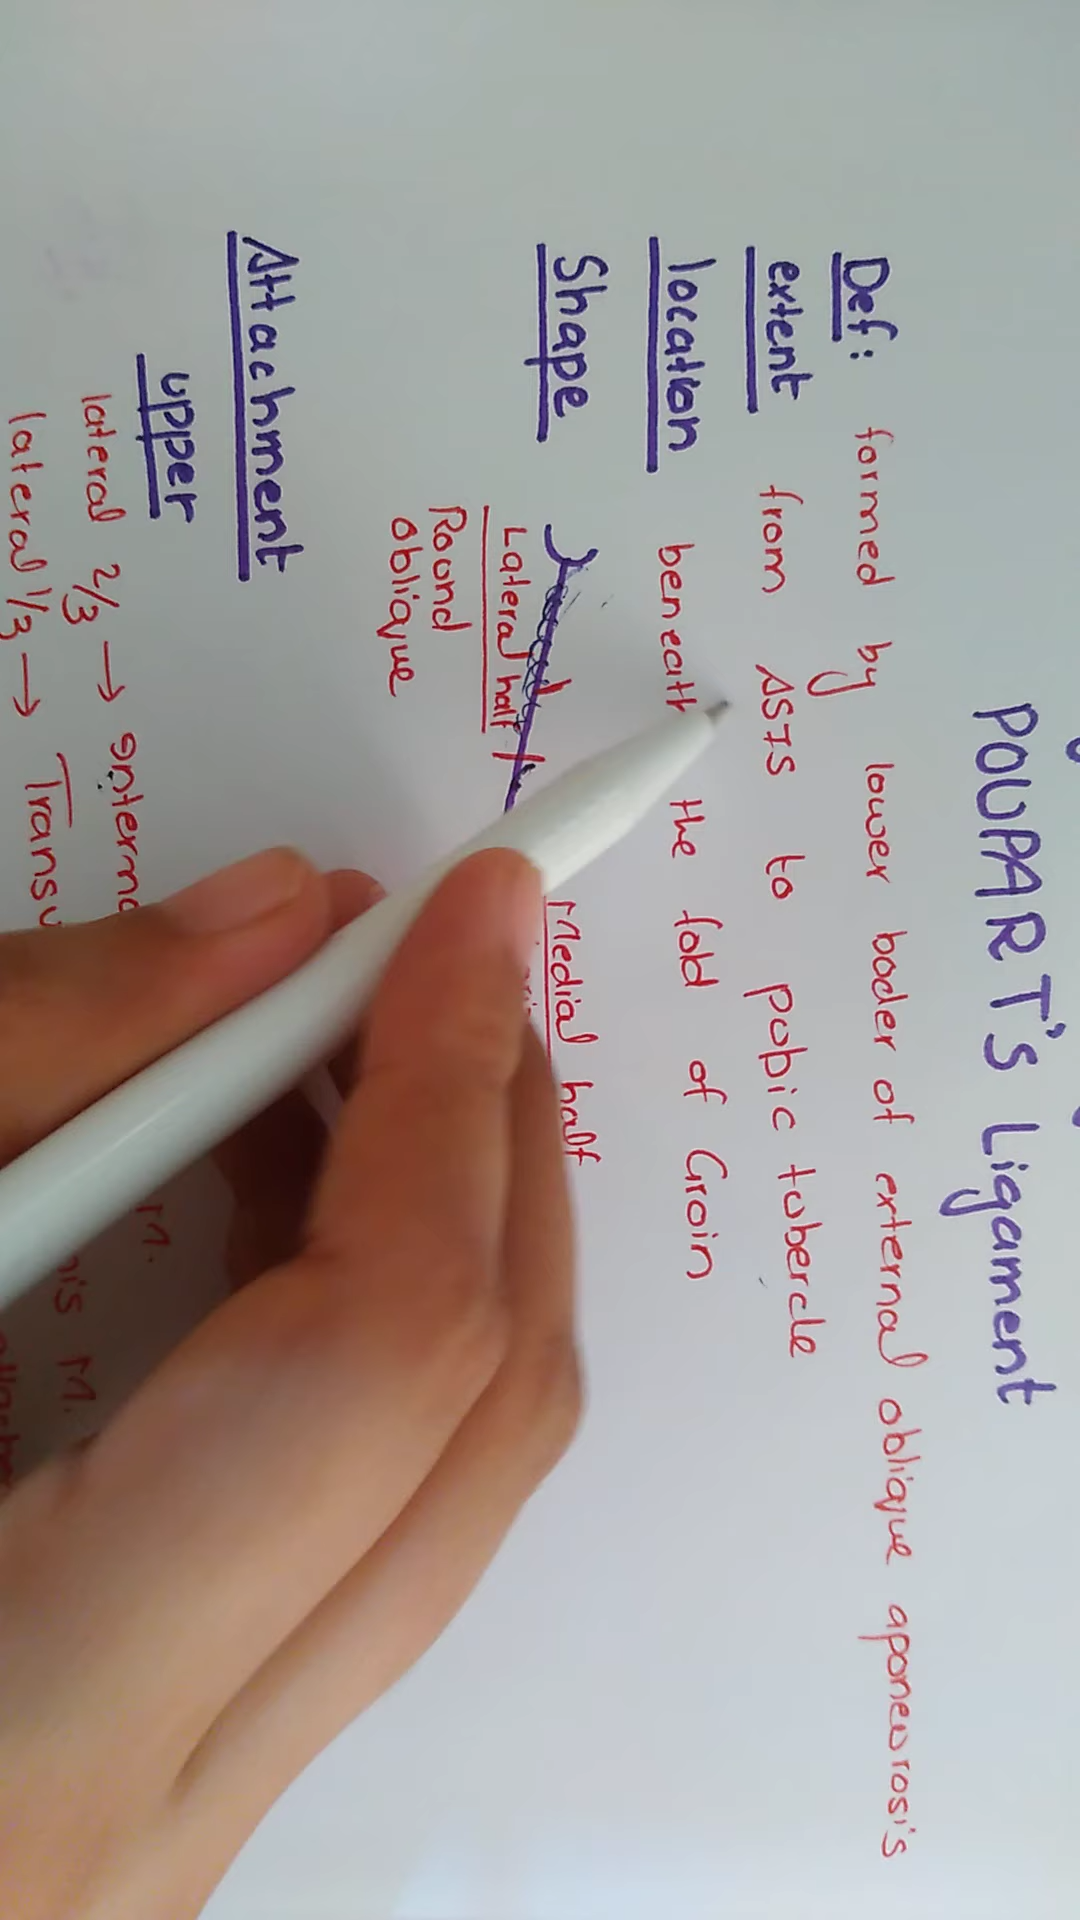 POUPART's Ligament
Def: formed by lower boder of external oblique aponeurosis
extent from ASIS to pubic tubercle
location beneath the fold of Groin
Shape
Lateral half Medial half
Round
oblique
Attachment
upper
lateral 2/3 → M.
lateral 1/3 → M.